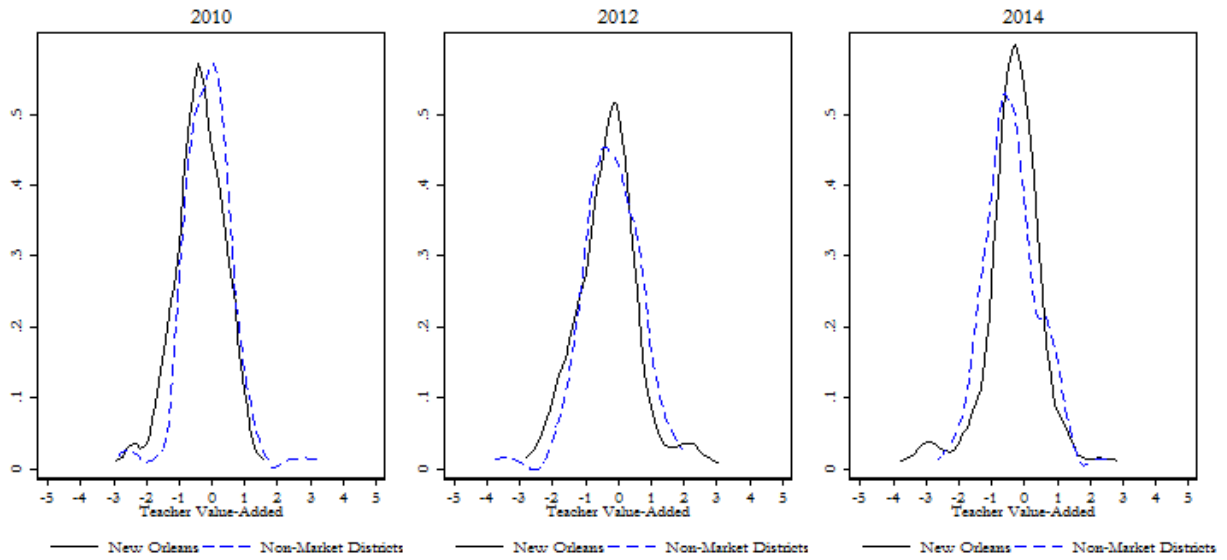 2010
.5
.4
.3
.2
.1
0
-5 -4 -3 -2 -1 0 1 2 3 4 5
Teacher Value-Added
New Orleans Non-Market Districts
2012
.5
.4
.3
.2
.1
0
-5 -4 -3 -2 -1 0 1 2 3 4 5
Teacher Value-Added
New Orleans Non-Market Districts
2014
.5
.4
.3
.2
.1
0
-5 -4 -3 -2 -1 0 1 2 3 4 5
Teacher Value-Added
New Orleans Non-Market Districts